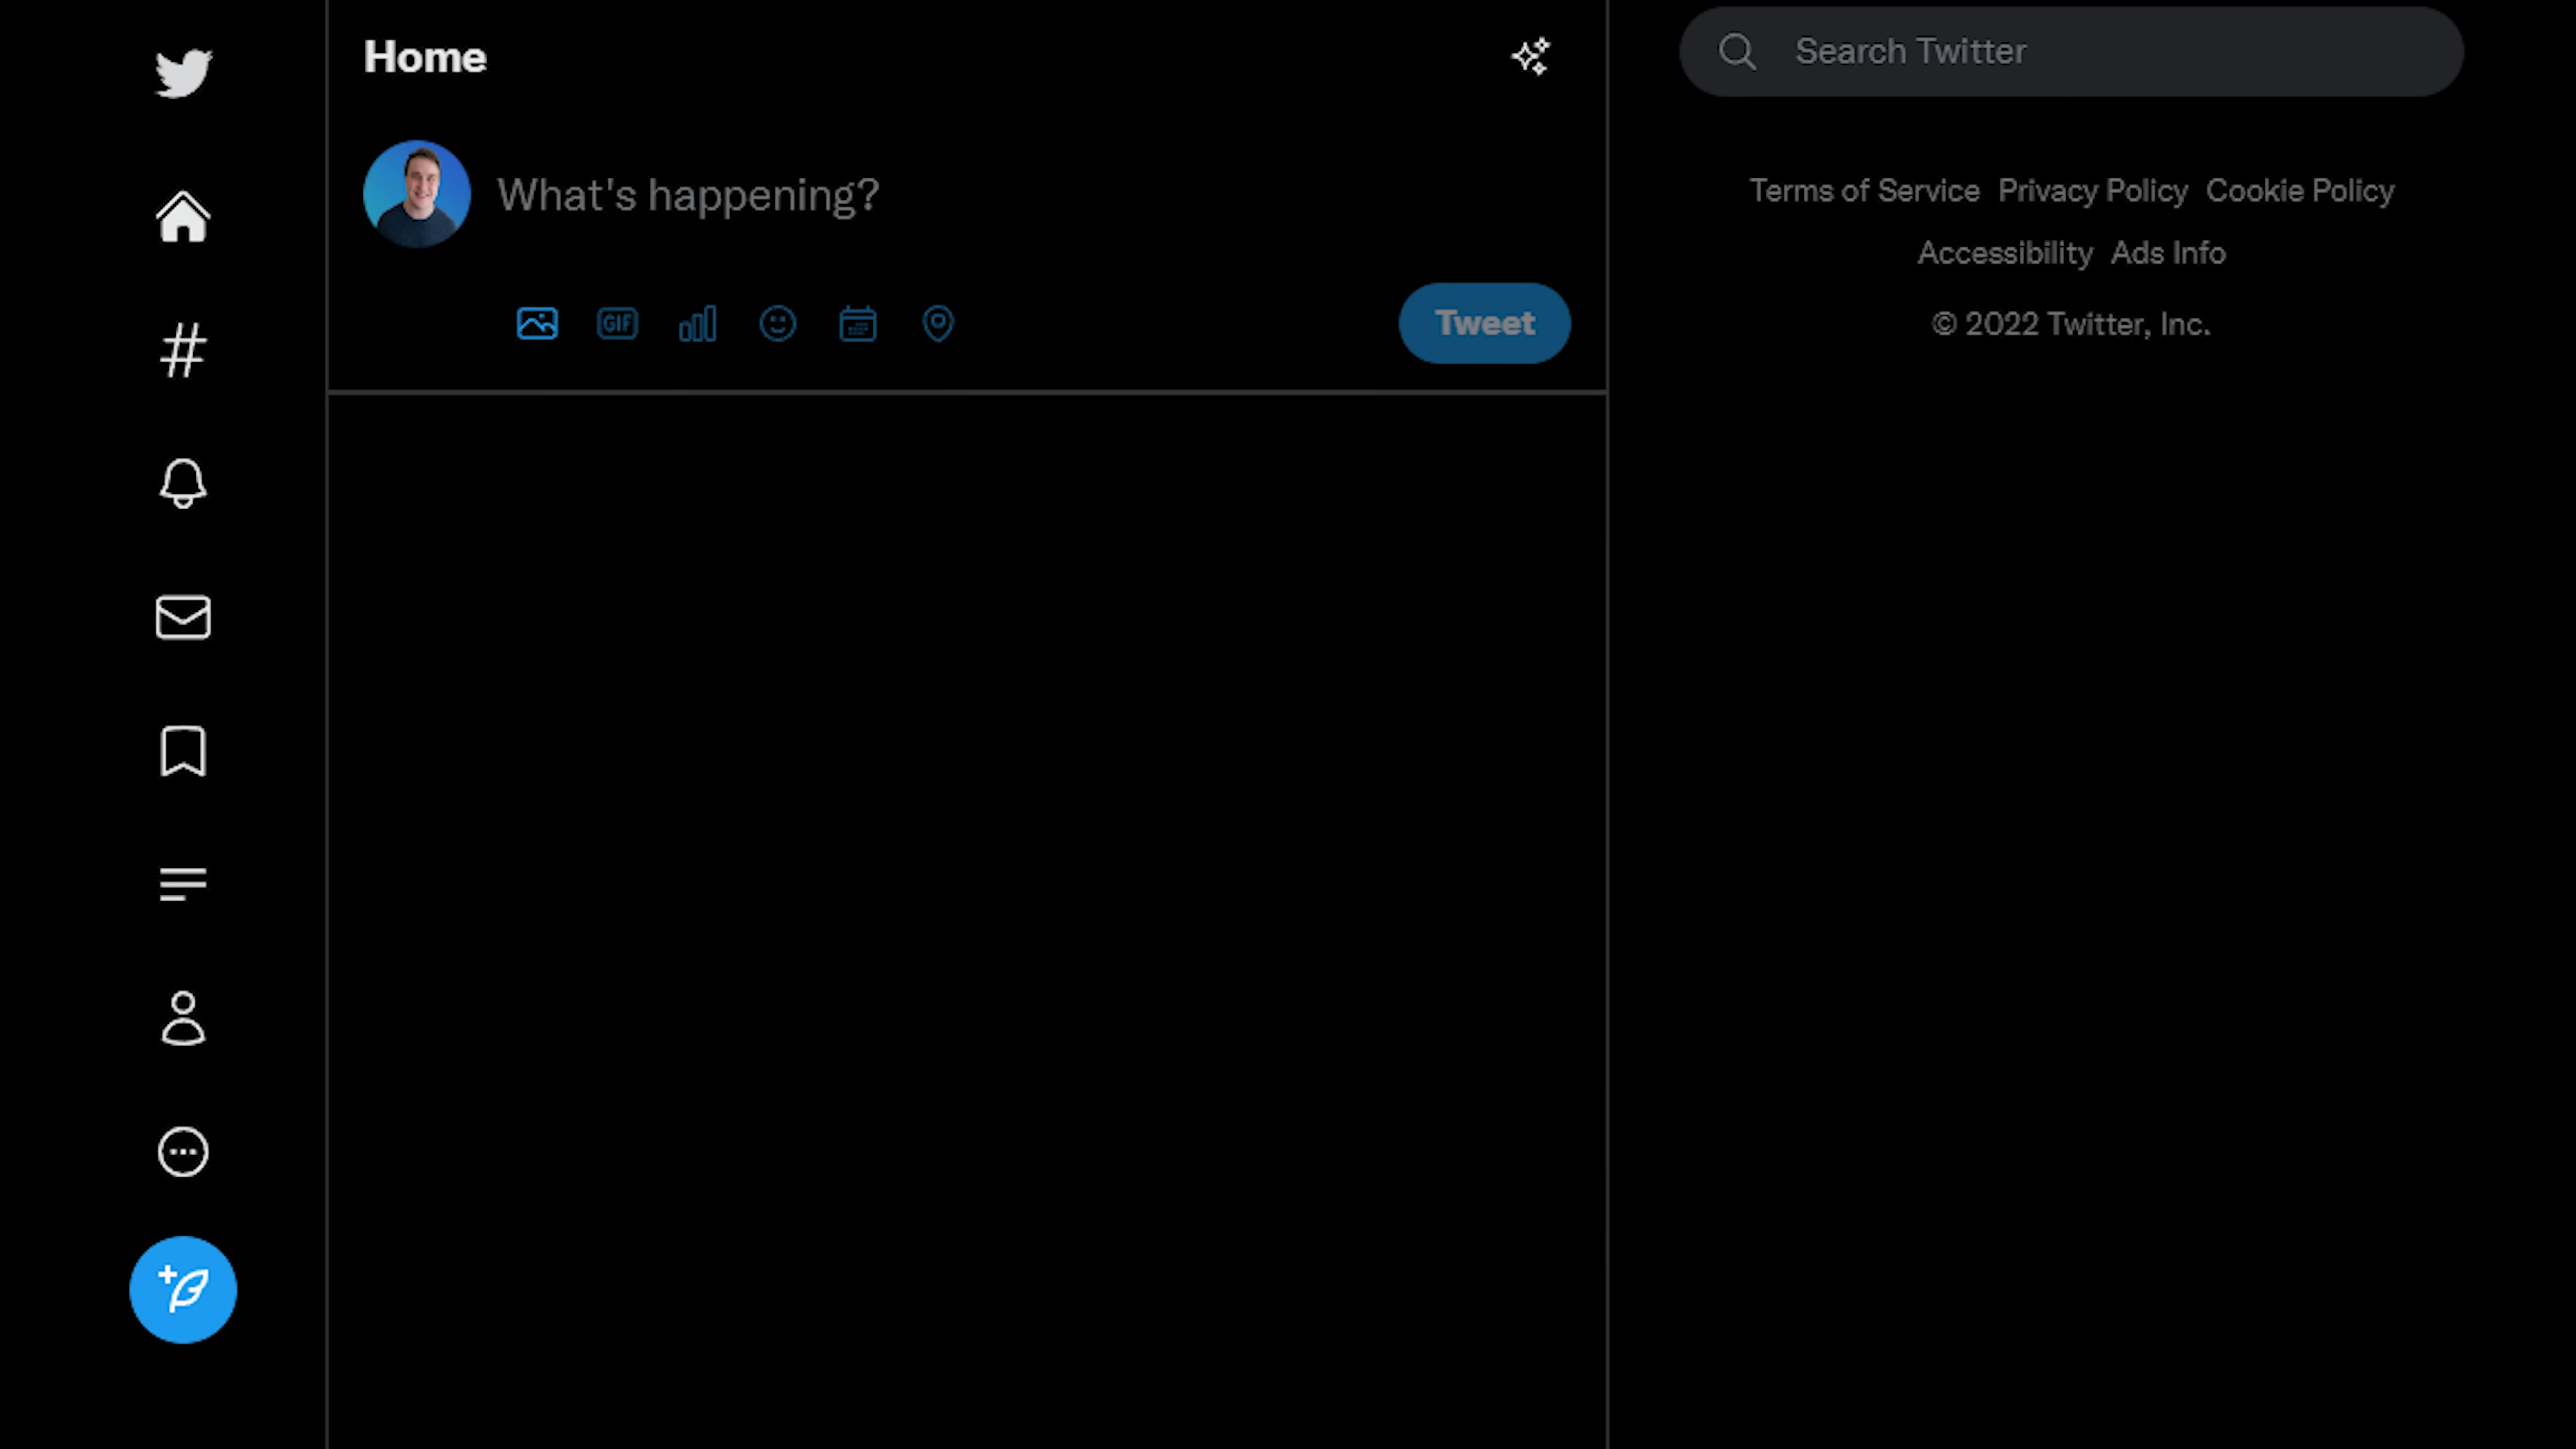 Home
What's happening?
GIF
Tweet
Search Twitter
Terms of Service Privacy Policy Cookie Policy
Accessibility Ads Info
© 2022 Twitter, Inc.